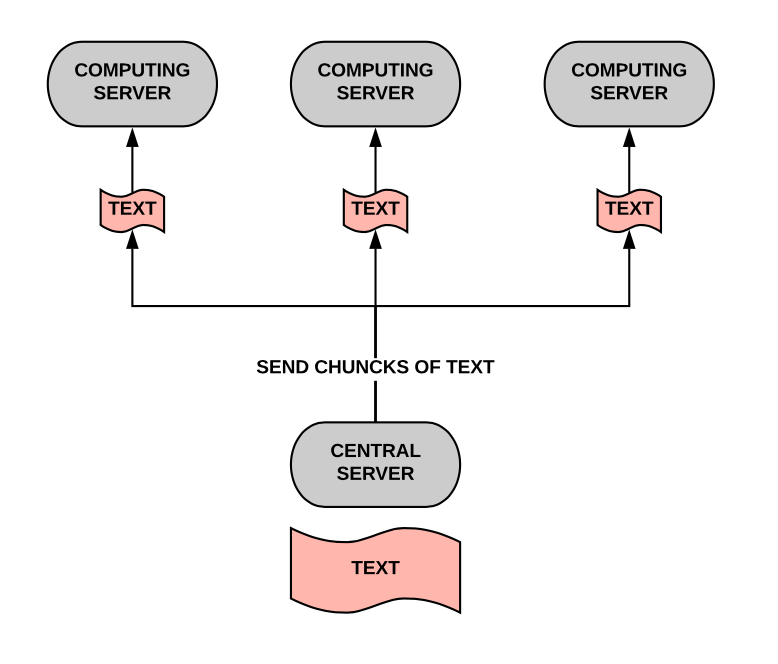 COMPUTING
SERVER
COMPUTING
SERVER
COMPUTING
SERVER
TEXT
TEXT
TEXT
SEND CHUNCKS OF TEXT
CENTRAL
SERVER
TEXT